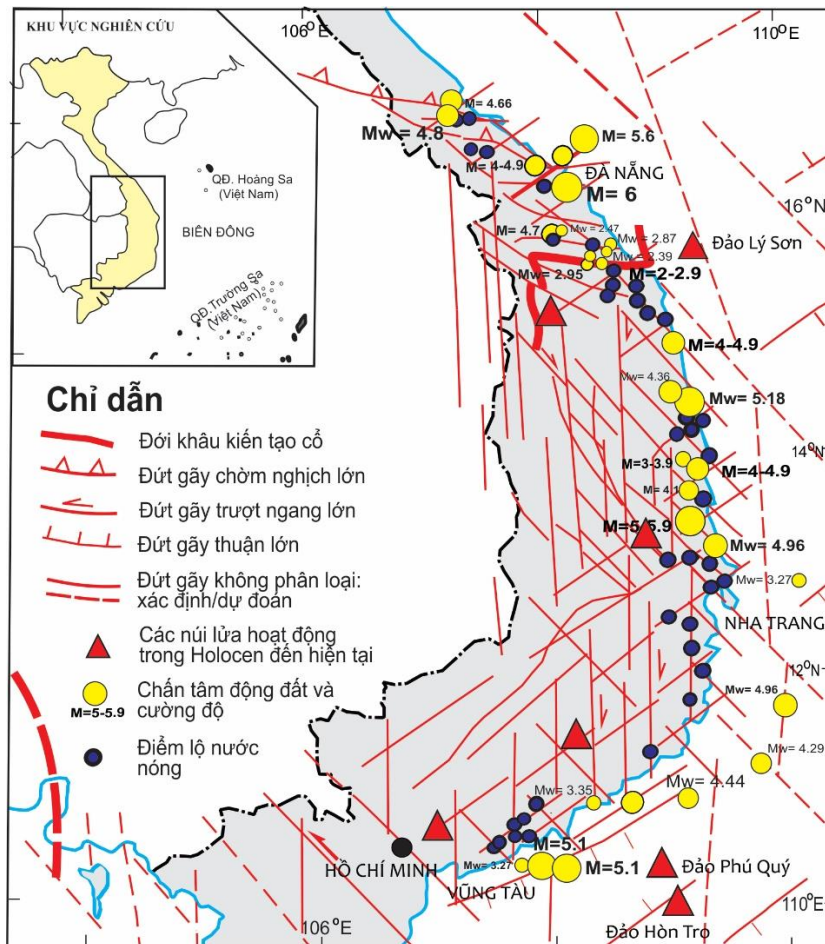 KHU VỰC NGHIÊN CỨU
QĐ. Hoàng Sa
(Việt Nam)
BIỂN ĐÔNG
QĐ. Trường Sa
(Việt Nam)
106°E
110°E
M= 4.66
Mw = 4.8
M= 5.6
M= 4-4.9
ĐÀ NẴNG
M= 6
16°N
M= 4.7
Mw = 2.47
Mw = 2.87
Đảo Lý Sơn
Mw = 2.39
Mw = 2.95
M=2-2.9
M=4-4.9
Mw= 4.36
Mw= 5.18
14°N
M=3-3.9
M=4-4.9
M= 4.1
M=5-5.9
Mw= 4.96
Mw= 3.27
NHA TRANG
12°N
Mw= 4.96
Mw= 4.29
Mw= 3.35
Mw= 4.44
HỒ CHÍ MINH
M=5.1
Mw= 3.27
M=5.1
Đảo Phú Quý
VŨNG TÀU
110°E
106°E
Đảo Hòn Trọ
Chỉ dẫn
Đới khâu kiến tạo cổ
Đứt gãy chờm nghịch lớn
Đứt gãy trượt ngang lớn
Đứt gãy thuận lớn
Đứt gãy không phân loại:
xác định/dự đoán
Các núi lửa hoạt động
trong Holocen đến hiện tại
Chấn tâm động đất và
cường độ
M=5-5.9
Điểm lộ nước
nóng